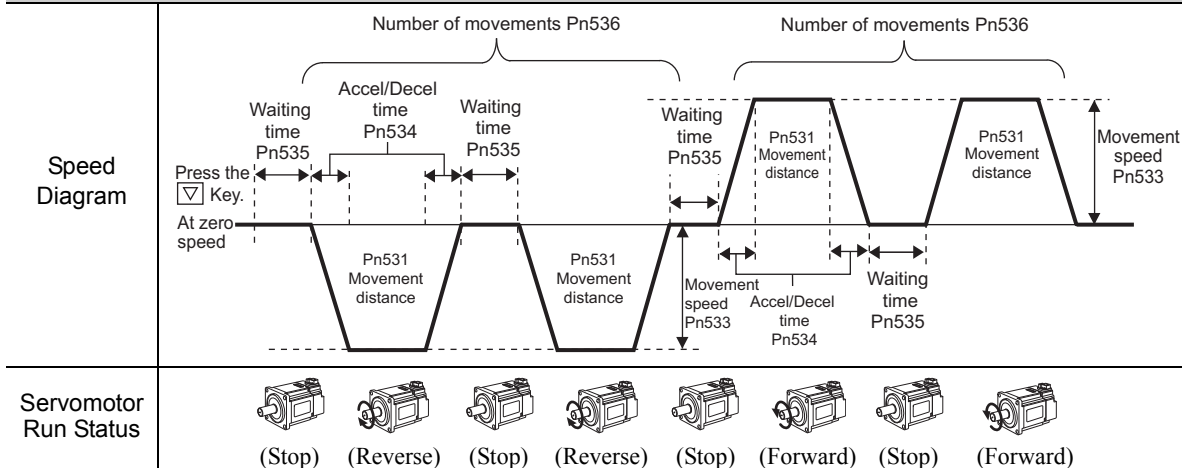 Speed
Diagram
Number of movements Pn536
Number of movements Pn536
Waiting
time
Pn535
Accel/Decel
time
Pn534
Waiting
time
Pn535
Waiting
time
Pn535
Pn531
Movement
distance
Pn531
Movement
distance
Movement
speed
Pn533
Press the
▽ Key.
At zero
speed
Pn531
Movement
distance
Pn531
Movement
distance
Movement
speed
Pn533
Accel/Decel
time
Pn534
Waiting
time
Pn535
Servomotor
Run Status
(Stop) (Reverse) (Stop) (Reverse) (Stop) (Forward) (Stop) (Forward)